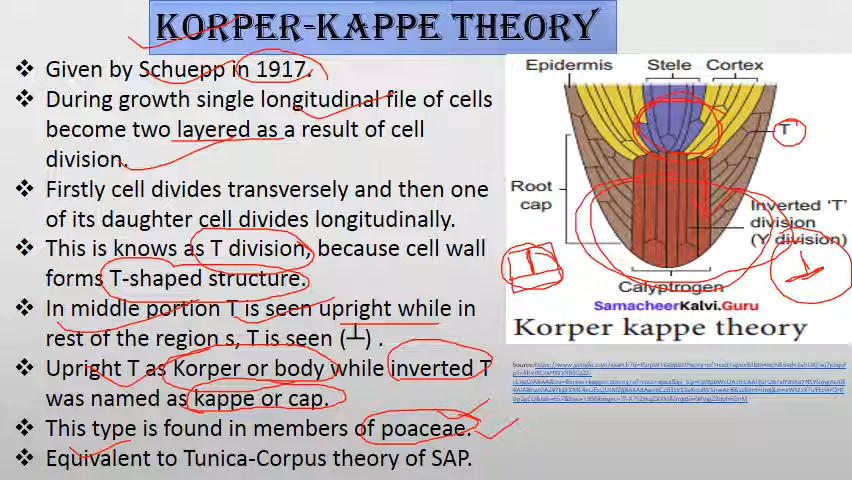 KORPER-KAPPE THEORY
❖ Given by Schuepp in 1917.
❖ During growth single longitudinal file of cells
become two layered as a result of cell
division.
❖ Firstly cell divides transversely and then one
of its daughter cell divides longitudinally.
❖ This is knows as T division, because cell wall
forms T-shaped structure.
❖ In middle portion T is seen upright while in
rest of the region s, T is seen (┴) .
❖ Upright T as Korper or body while inverted T
was named as kappe or cap.
❖ This type is found in members of poaceae.
❖ Equivalent to Tunica-Corpus theory of SAP.
Epidermis Stele Cortex
T
Root
cap
Inverted 'T'
division
(Y division)
Calyptrogen
SamacheerKalvi.Guru
Korper kappe theory
Source: